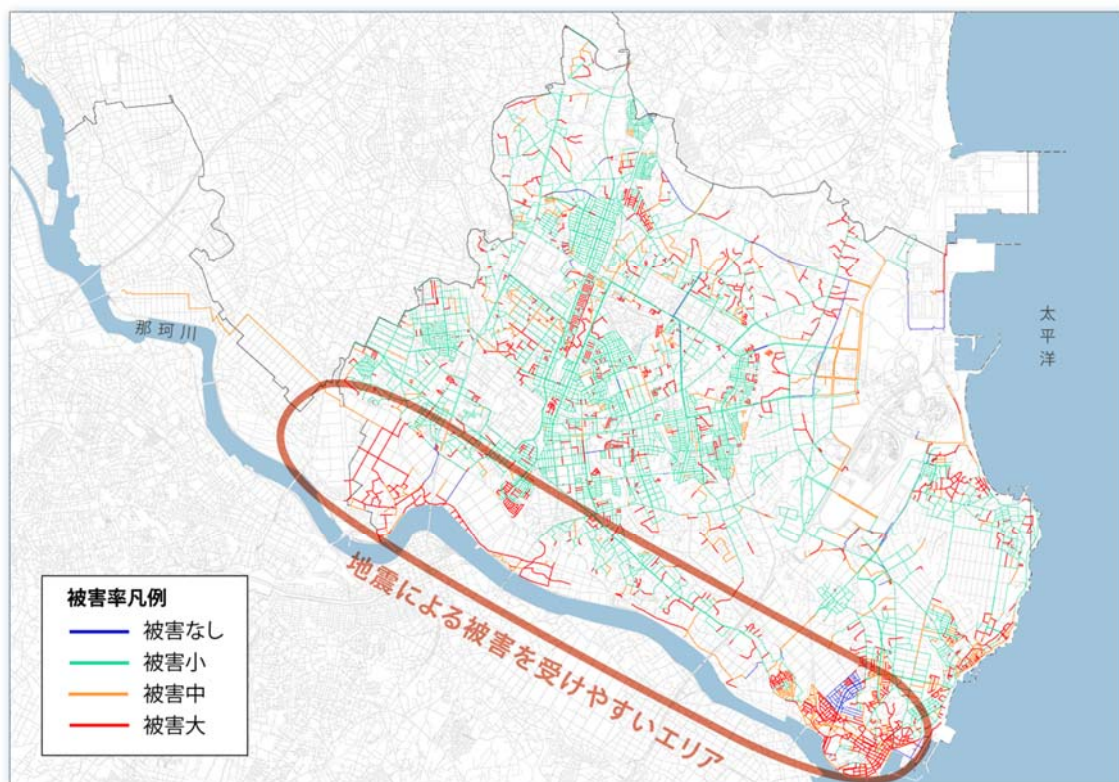 那珂川
太平洋
地震による被害を受けやすいエリア
被害率凡例
被害なし
被害小
被害中
被害大